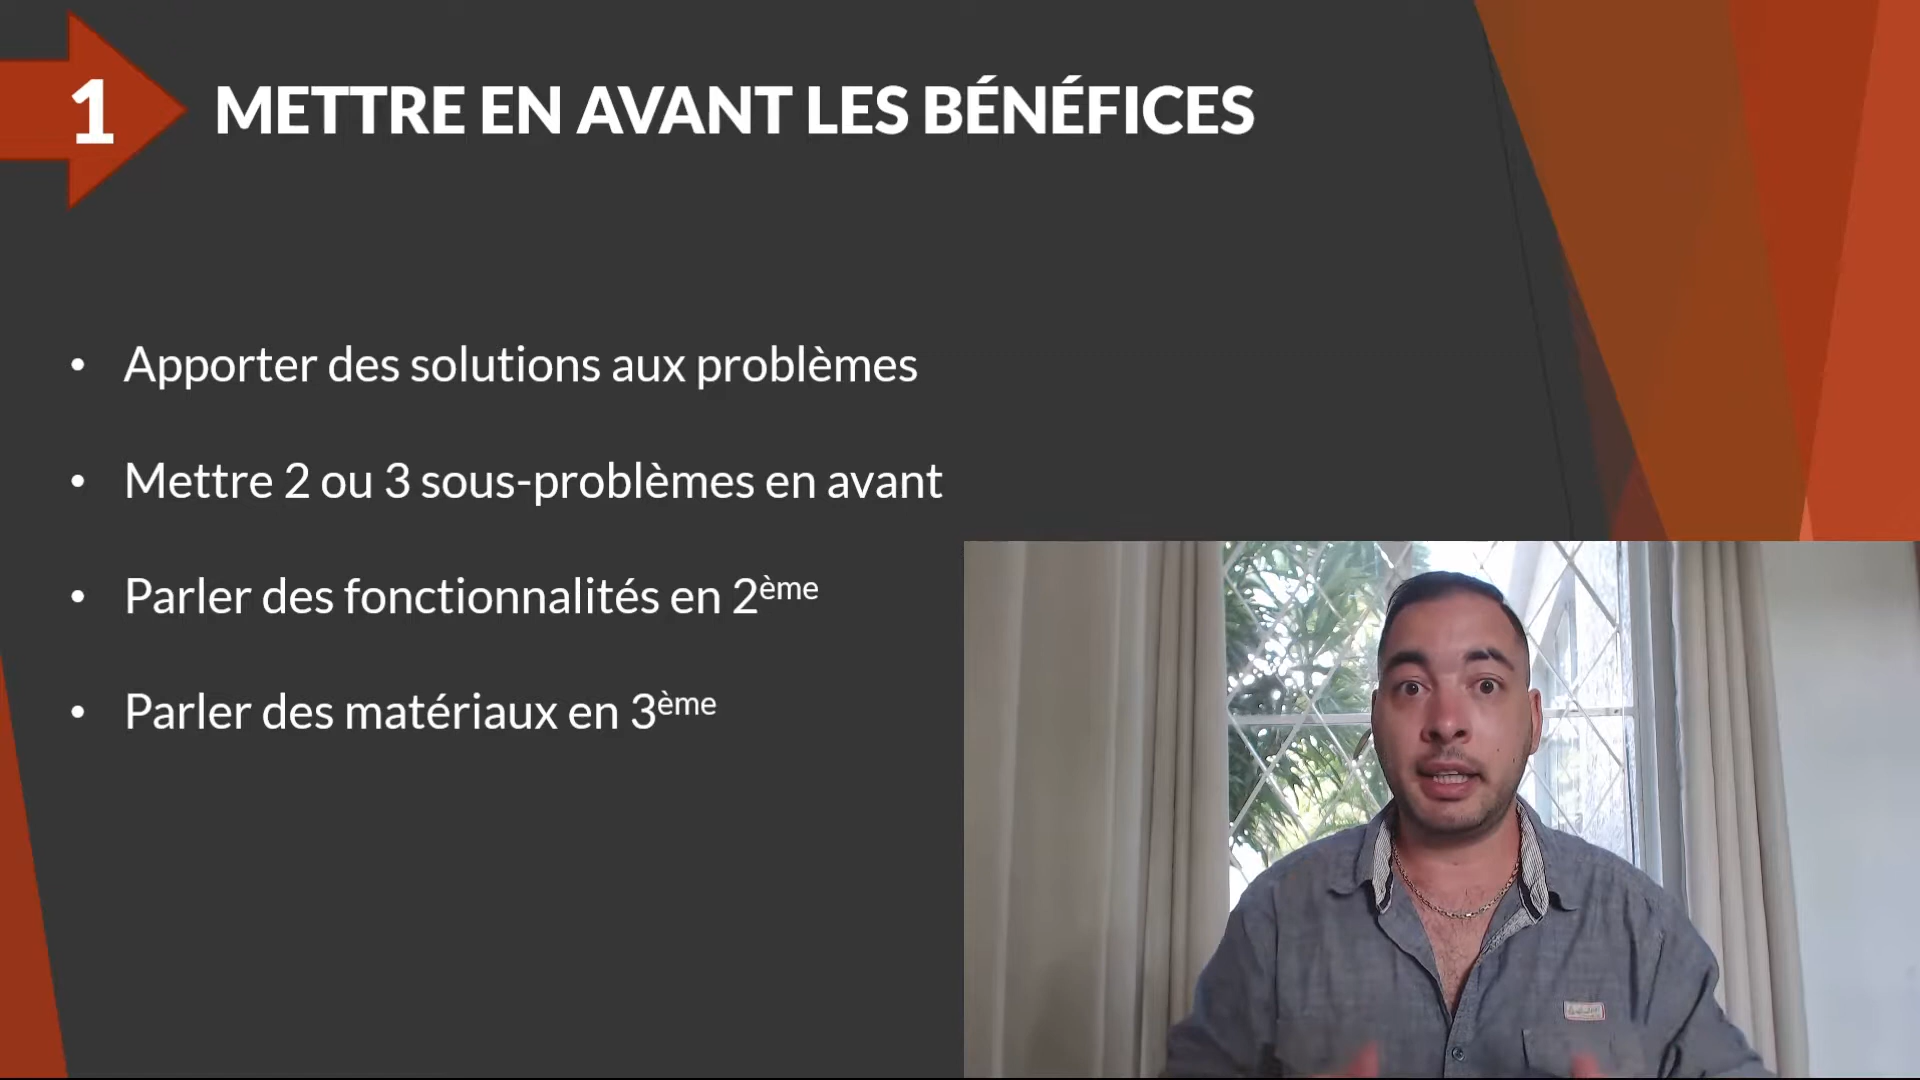 1
METTRE EN AVANT LES BÉNÉFICES
• Apporter des solutions aux problèmes
• Mettre 2 ou 3 sous-problèmes en avant
• Parler des fonctionnalités en 2ème
• Parler des matériaux en 3ème